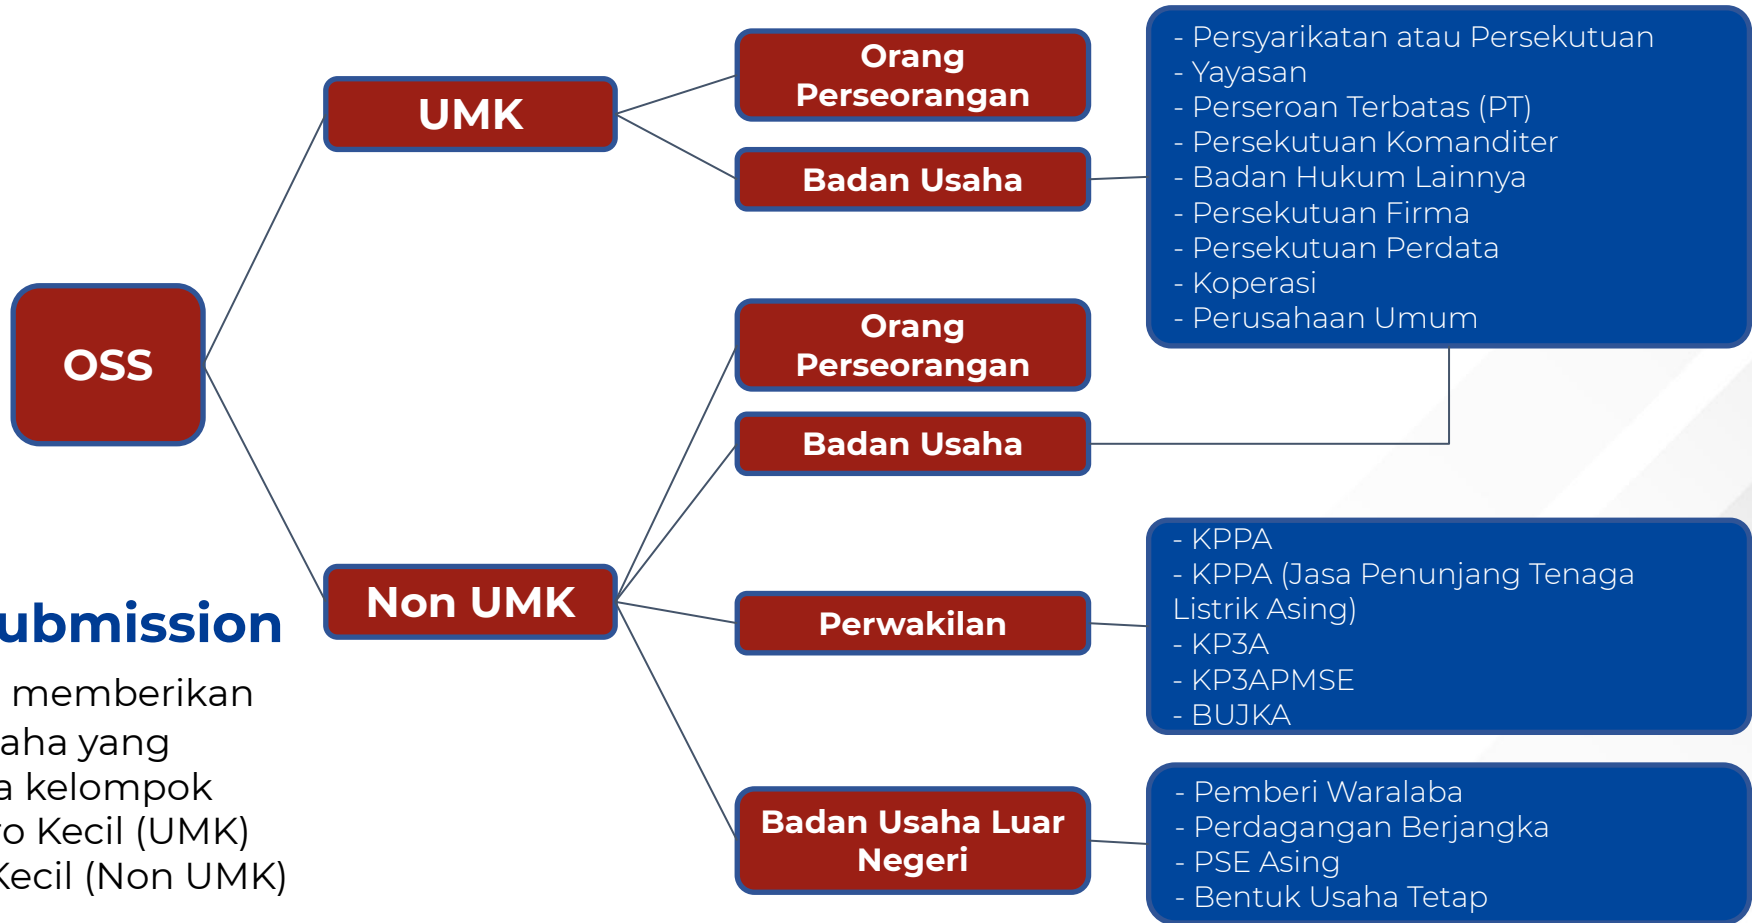 OSS
UMK
Orang
Perseorangan
Badan Usaha
- Persyarikatan atau Persekutuan
- Yayasan
- Perseroan Terbatas (PT)
- Persekutuan Komanditer
- Badan Hukum Lainnya
- Persekutuan Firma
- Persekutuan Perdata
- Koperasi
- Perusahaan Umum
Non UMK
Orang
Perseorangan
Badan Usaha
Perwakilan
- KPPA
- KPPA (Jasa Penunjang Tenaga
Listrik Asing)
- KP3A
- KP3APMSE
- BUJKA
Badan Usaha Luar
Negeri
- Pemberi Waralaba
- Perdagangan Berjangka
- PSE Asing
- Bentuk Usaha Tetap
ubmission
memberikan
aha yang
a kelompok
o Kecil (UMK)
Kecil (Non UMK)